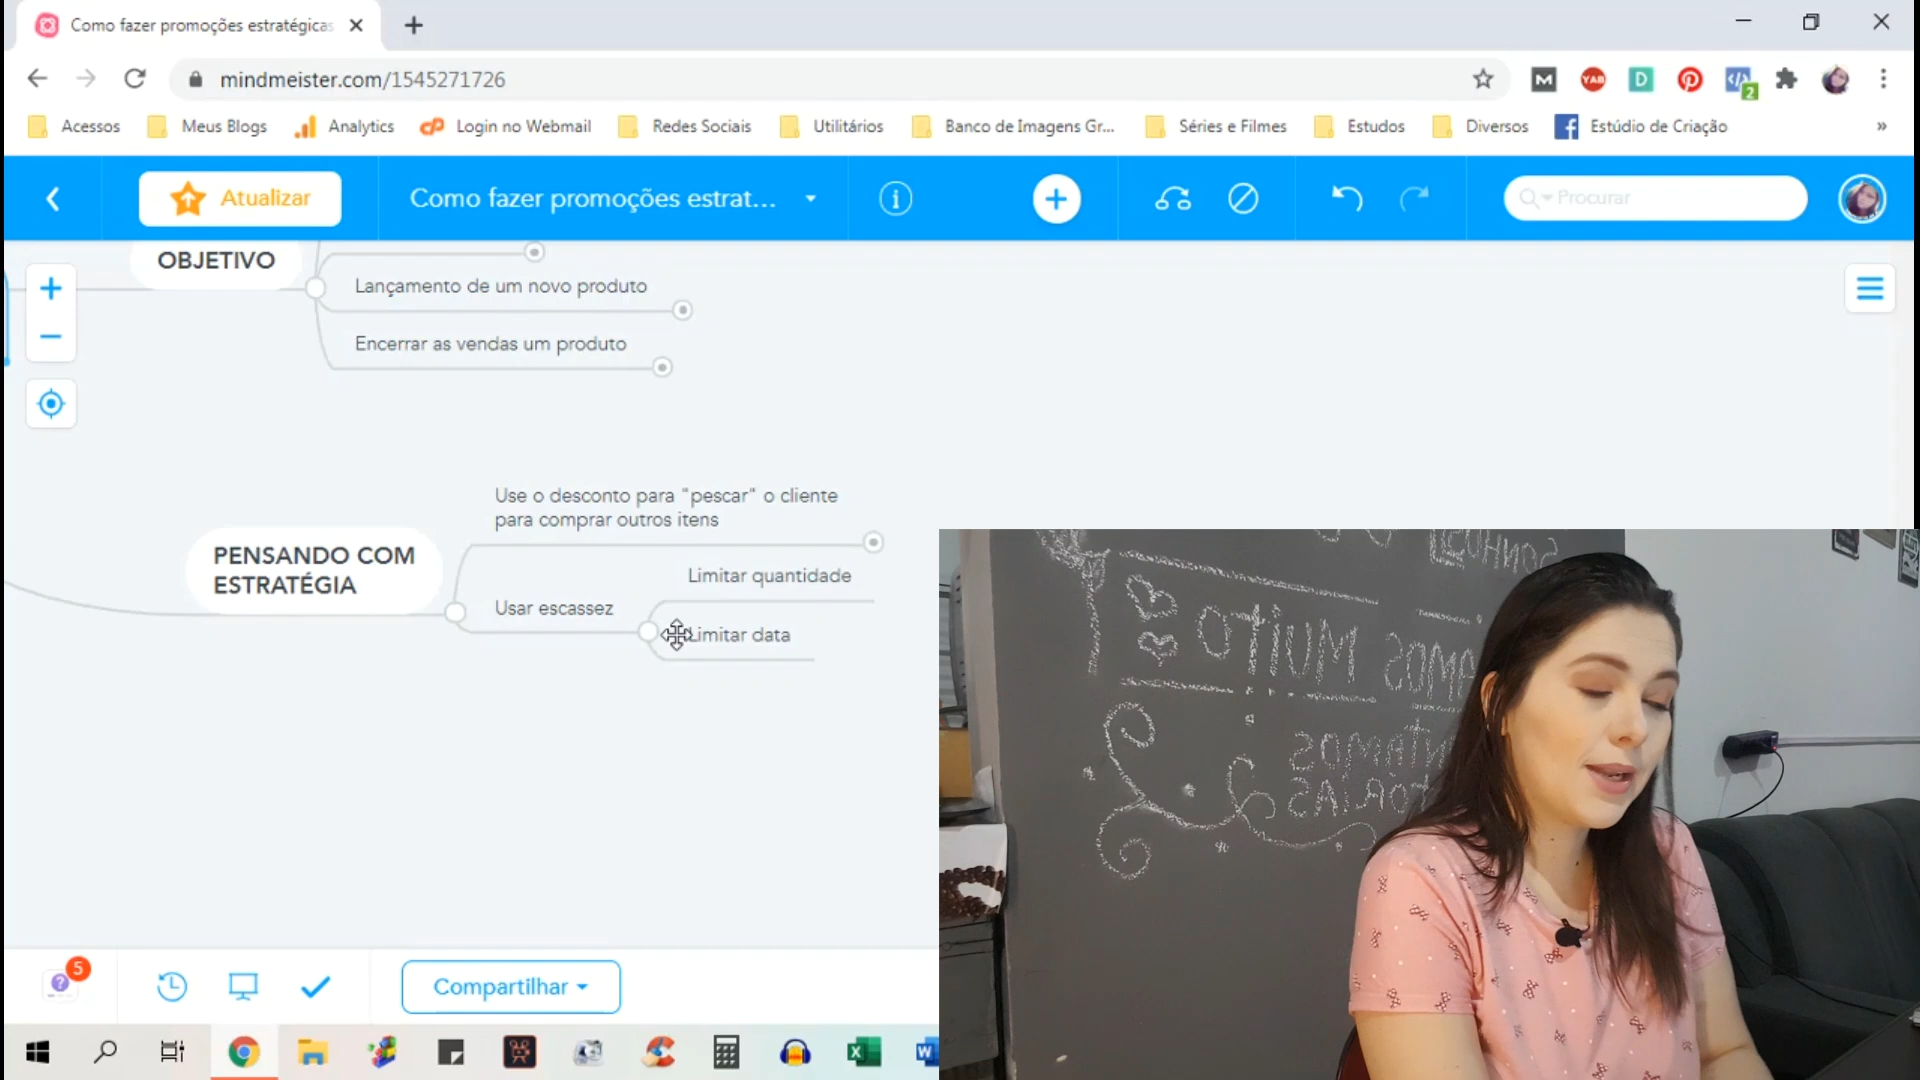 Como fazer promoções estratégicas
mindmeister.com/1545271726
YAB
D
2
Acessos
Meus Blogs
Analytics
Login no Webmail
Redes Sociais
Utilitários
Banco de Imagens Gr...
Séries e Filmes
Estudos
Diversos
Estúdio de Criação
Atualizar
Como fazer promoções estrat...
Procurar
OBJETIVO
Lançamento de um novo produto
Encerrar as vendas um produto
PENSANDO COM
ESTRATÉGIA
Use o desconto para "pescar" o cliente
para comprar outros itens
Usar escassez
Limitar quantidade
Limitar data
MUITO
5
Compartilhar